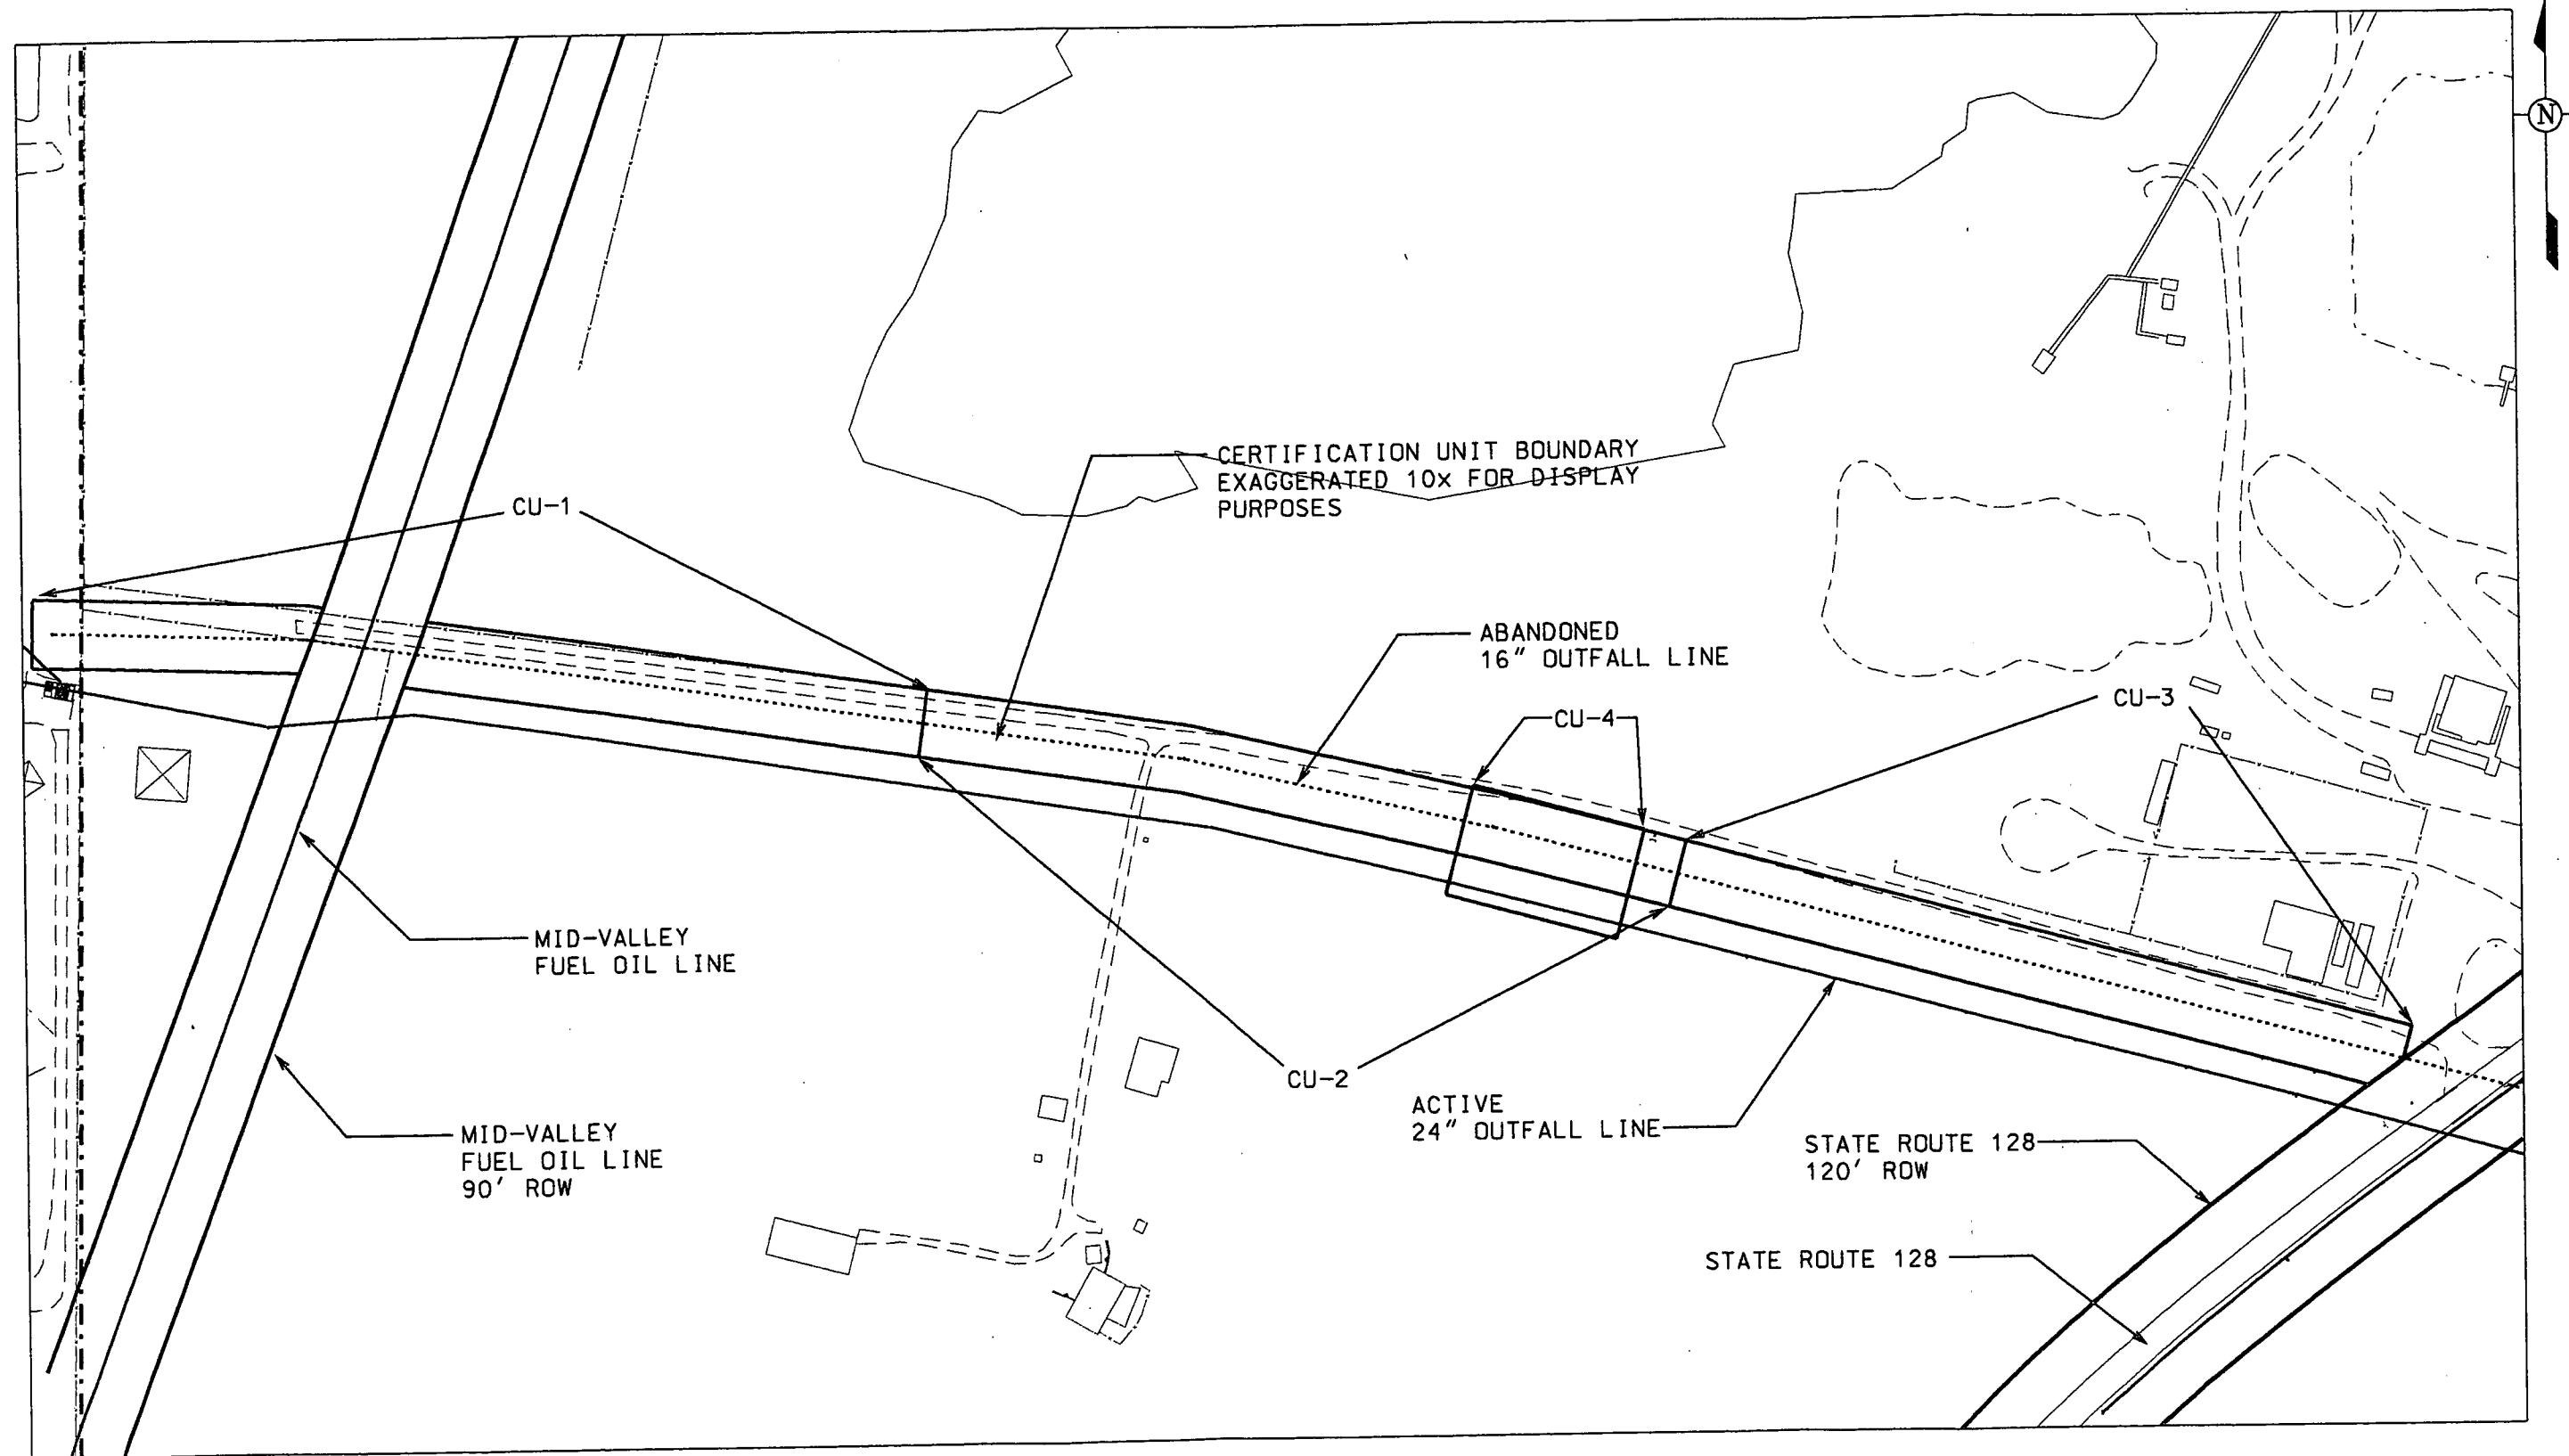 N
CERTIFICATION UNIT BOUNDARY
EXAGGERATED 10x FOR DISPLAY
PURPOSES
CU-1
ABANDONED
16" OUTFALL LINE
CU-4
CU-3
MID-VALLEY
FUEL OIL LINE
CU-2
ACTIVE
24" OUTFALL LINE
MID-VALLEY
FUEL OIL LINE
90' ROW
STATE ROUTE 128
120' ROW
STATE ROUTE 128